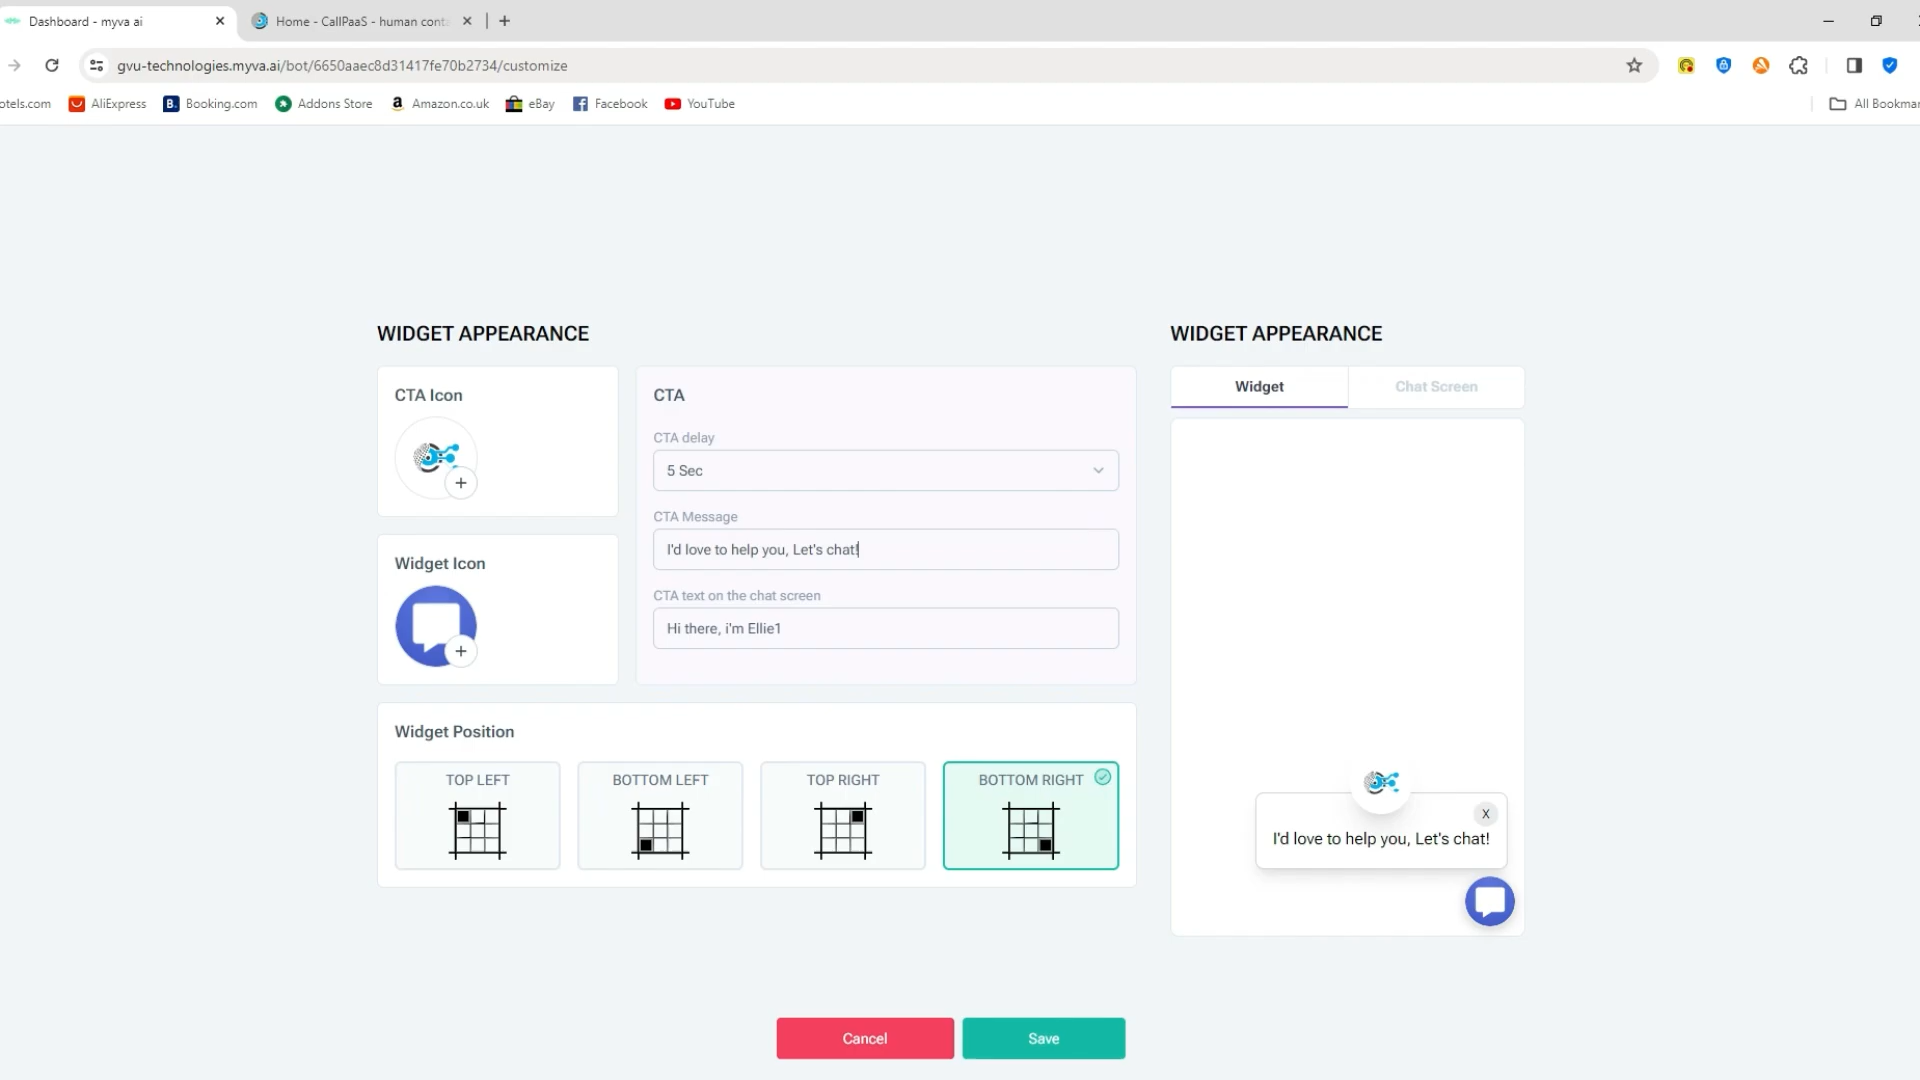 Dashboard - myva ai
Home - CallPaaS - human conta
gvu-technologies.myva.ai/bot/6650aaec8d31417fe70b2734/customize
otels.com
AliExpress
B.
Booking.com
Addons Store
a
Amazon.co.uk
eBay
Facebook
YouTube
All Bookmar
WIDGET APPEARANCE
CTA Icon
Widget Icon
CTA
CTA delay
5 Sec
CTA Message
I'd love to help you, Let's chat!
CTA text on the chat screen
Hi there, i'm Ellie1
Widget Position
TOP LEFT
BOTTOM LEFT
TOP RIGHT
BOTTOM RIGHT
WIDGET APPEARANCE
Widget
Chat Screen
X
I'd love to help you, Let's chat!
Cancel
Save